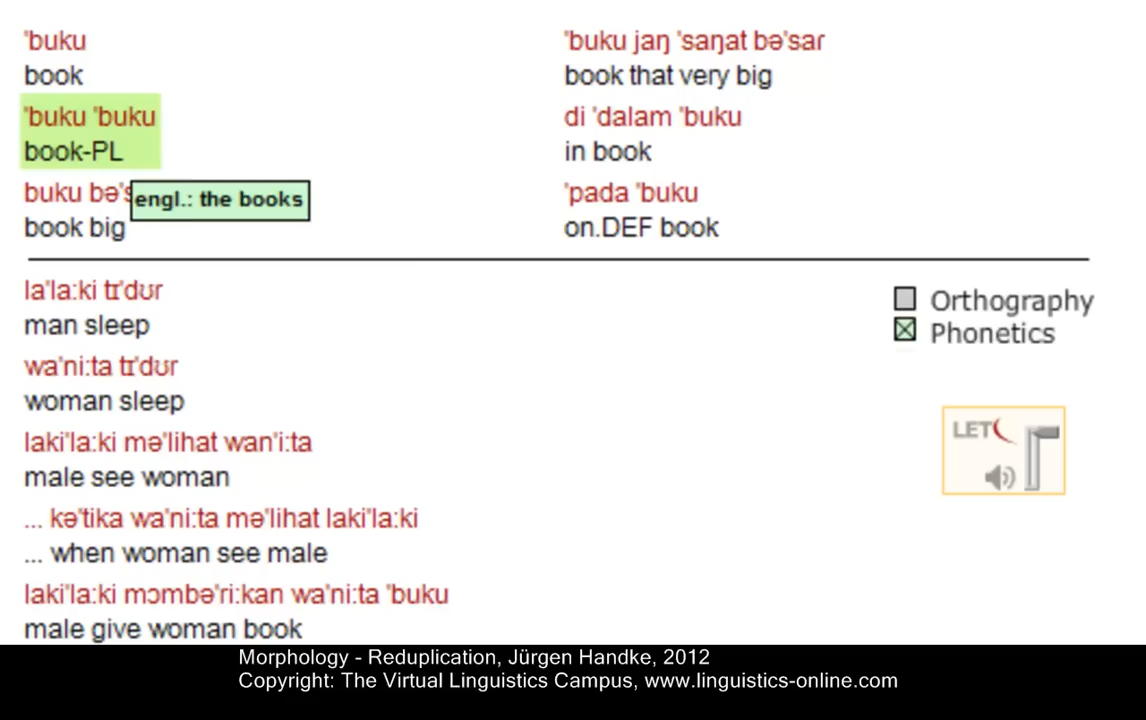 'buku
book
'buku 'buku
book-PL
buku bə's
engl.: the books
book big
'buku jaŋ 'saŋat bə'saɾ
book that very big
di 'dalam 'buku
in book
'pada 'buku
on.DEF book
la'la:ki tɪ'dʊr
man sleep
wa'ni:ta tɪ'dʊr
woman sleep
laki'la:ki mə'lihat wan'i:ta
male see woman
... kə'tika wa'ni:ta mə'lihat laki'la:ki
... when woman see male
laki'la:ki mɔmbə'ri:kan wa'ni:ta 'buku
male give woman book
Orthography
Phonetics
LET
Morphology - Reduplication, Jürgen Handke, 2012
Copyright: The Virtual Linguistics Campus, www.linguistics-online.com